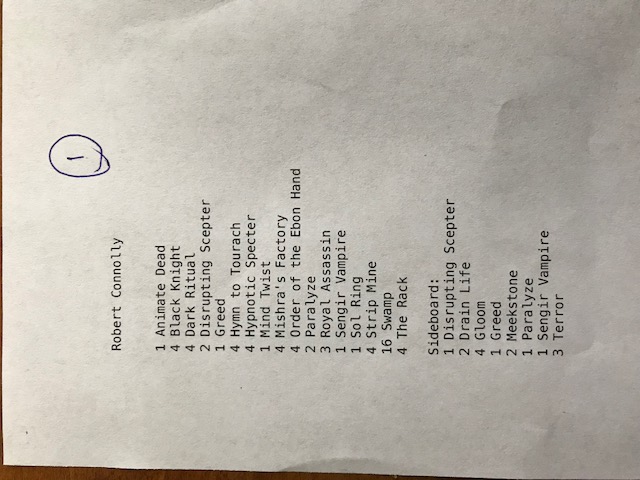 1
Robert Connolly
1 Animate Dead
4 Black Knight
4 Dark Ritual
2 Disrupting Scepter
1 Greed
4 Hymn to Tourach
4 Hypnotic Specter
1 Mind Twist
4 Mishra's Factory
4 Order of the Ebon Hand
2 Paralyze
3 Royal Assassin
1 Sengir Vampire
1 Sol Ring
4 Strip Mine
16 Swamp
4 The Rack
Sideboard:
1 Disrupting Scepter
2 Drain Life
4 Gloom
1 Greed
2 Meekstone
1 Paralyze
1 Sengir Vampire
3 Terror